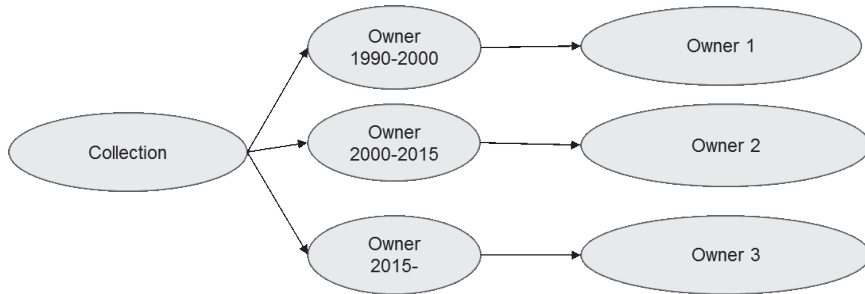 Owner
1990-2000
Owner 1
Collection
Owner
2000-2015
Owner 2
Owner
2015-
Owner 3